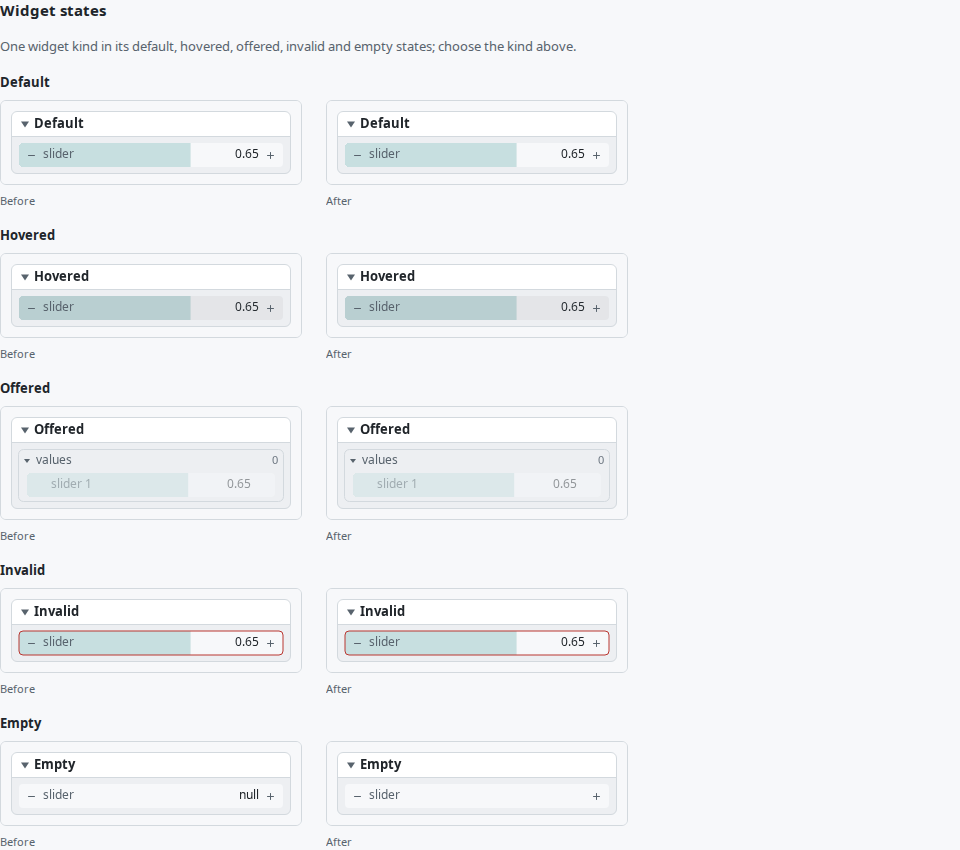 Widget states
One widget kind in its default, hovered, offered, invalid and empty states; choose the kind above.
Default
Default
– slider 0.65 +
Default
– slider 0.65 +
Before
After
Hovered
Hovered
– slider 0.65 +
Hovered
– slider 0.65 +
Before
After
Offered
Offered
values 0
slider 1 0.65
Offered
values 0
slider 1 0.65
Before
After
Invalid
Invalid
– slider 0.65 +
Invalid
– slider 0.65 +
Before
After
Empty
Empty
– slider null +
Empty
– slider +
Before
After